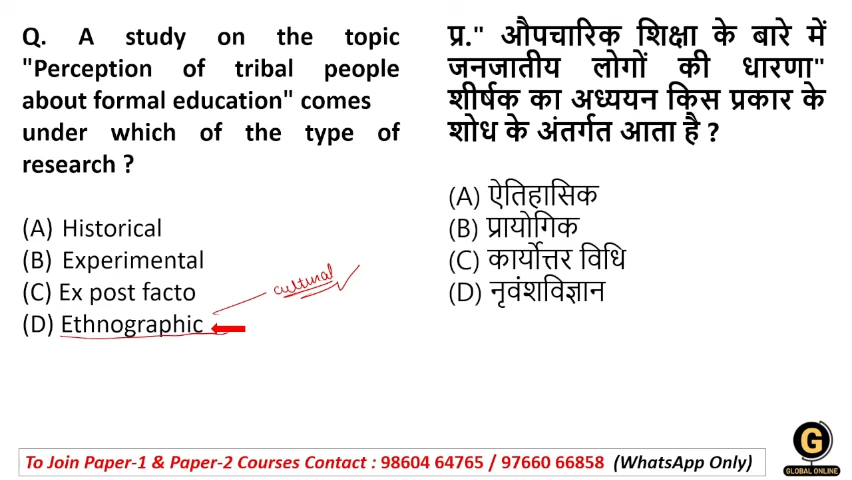 Q. A study on the topic
"Perception of tribal people
about formal education" comes
under which of the type of
research ?
(A) Historical
(B) Experimental
(C) Ex post facto
(D) Ethnographic
cultural
प्र." औपचारिक शिक्षा के बारे में
जनजातीय लोगों की धारणा"
शीर्षक का अध्ययन किस प्रकार के
शोध के अंतर्गत आता है ?
(A) ऐतिहासिक
(B) प्रायोगिक
(C) कार्योत्तर विधि
(D) नृवंशविज्ञान
To Join Paper-1 & Paper-2 Courses Contact : 98604 64765 / 97660 66858 (WhatsApp Only)
G
GLOBAL ONLINE